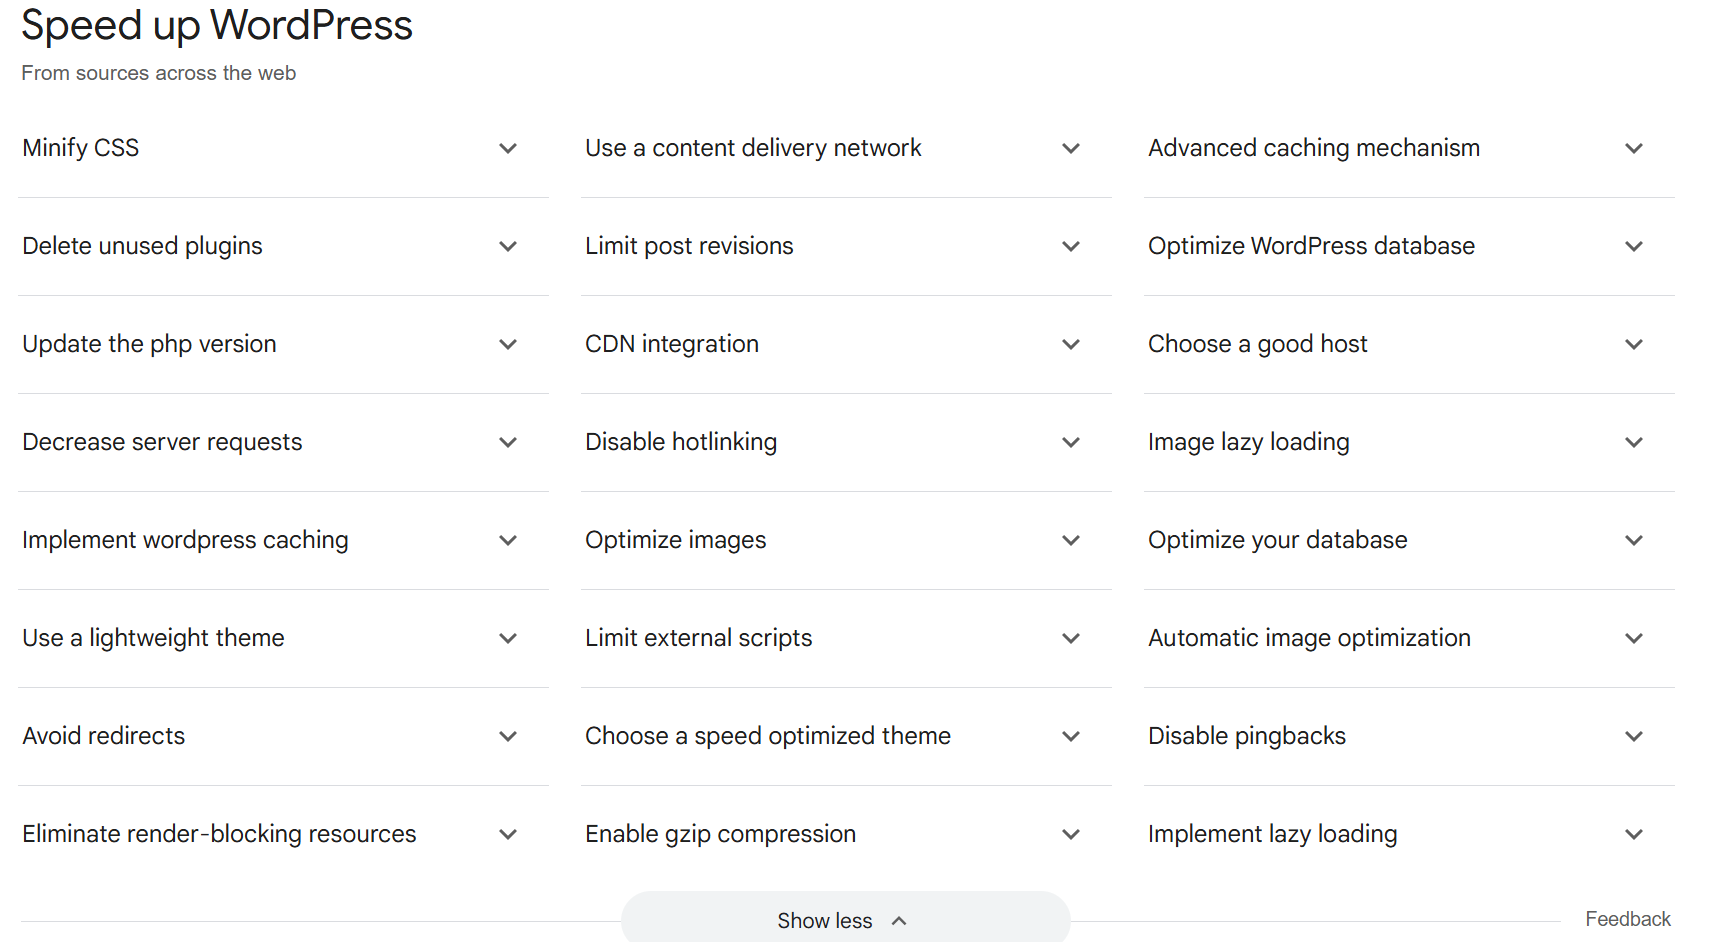 Speed up WordPress
From sources across the web
Minify CSS
Use a content delivery network
Advanced caching mechanism
Delete unused plugins
Limit post revisions
Optimize WordPress database
Update the php version
CDN integration
Choose a good host
Decrease server requests
Disable hotlinking
Image lazy loading
Implement wordpress caching
Optimize images
Optimize your database
Use a lightweight theme
Limit external scripts
Automatic image optimization
Avoid redirects
Choose a speed optimized theme
Disable pingbacks
Eliminate render-blocking resources
Enable gzip compression
Implement lazy loading
Show less
Feedback